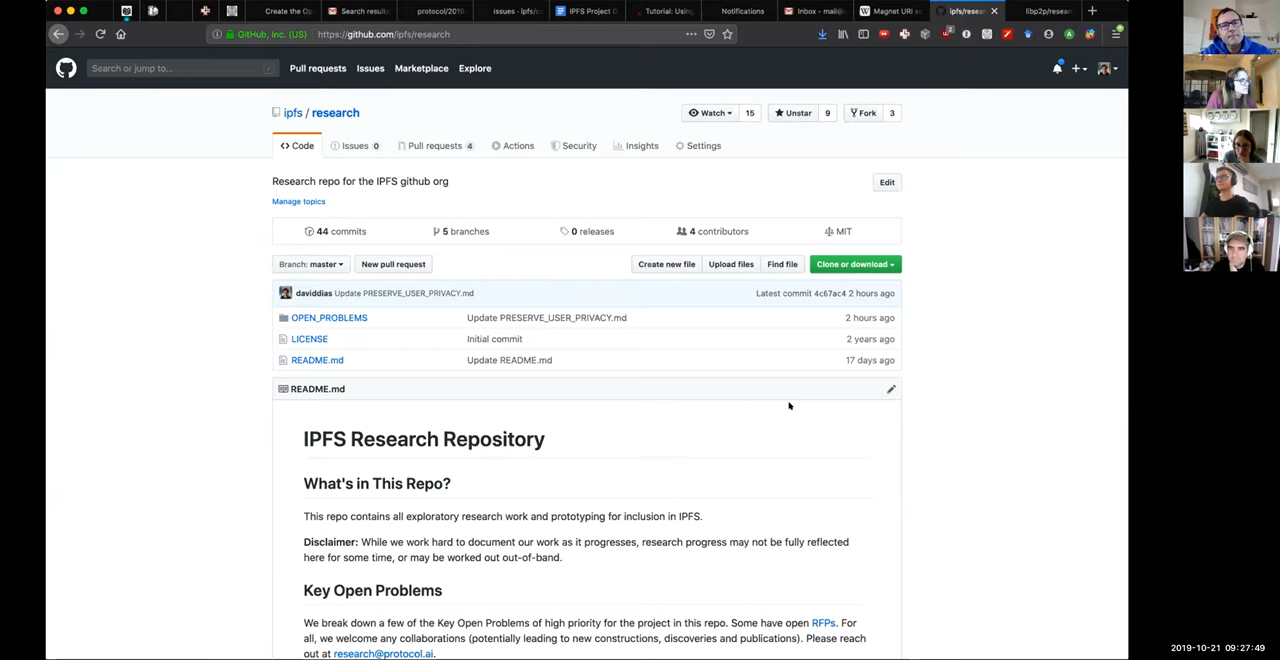 Create the Op
Search results
protocol/2019
issues - ipfs/c
IPFS Project O
Tutorial: Using
Notifications
Inbox - mail@
Magnet URI sc
ipfs/resear
libp2p/resear
GitHub, Inc. (US)
https://github.com/ipfs/research
Search or jump to...
Pull requests Issues Marketplace Explore
ipfs / research
Watch 15
Unstar 9
Fork 3
Code
Issues 0
Pull requests 4
Actions
Security
Insights
Settings
Research repo for the IPFS github org
Edit
Manage topics
44 commits
5 branches
0 releases
4 contributors
MIT
Branch: master
New pull request
Create new file
Upload files
Find file
Clone or download
daviddias Update PRESERVE_USER_PRIVACY.md
Latest commit 4c67ac4 2 hours ago
OPEN_PROBLEMS Update PRESERVE_USER_PRIVACY.md 2 hours ago
LICENSE Initial commit 2 years ago
README.md Update README.md 17 days ago
README.md
IPFS Research Repository
What's in This Repo?
This repo contains all exploratory research work and prototyping for inclusion in IPFS.
Disclaimer: While we work hard to document our work as it progresses, research progress may not be fully reflected
here for some time, or may be worked out out-of-band.
Key Open Problems
We break down a few of the Key Open Problems of high priority for the project in this repo. Some have open RFPs. For
all, we welcome any collaborations (potentially leading to new constructions, discoveries and publications). Please reach
out at research@protocol.ai.
2019-10-21 09:27:49